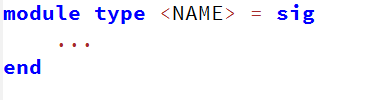 module type <NAME> = sig
...
end